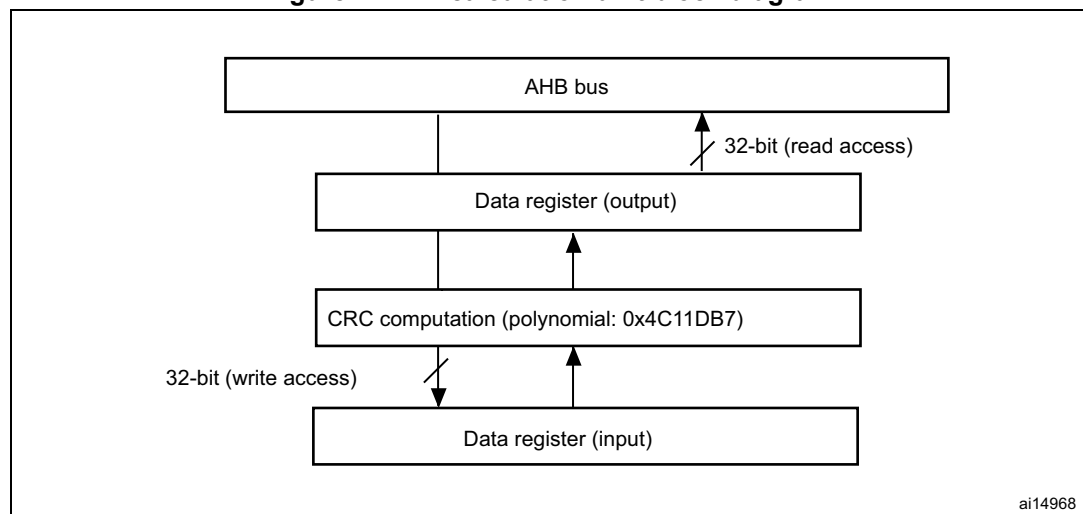 AHB bus
32-bit (read access)
Data register (output)
CRC computation (polynomial: 0x4C11DB7)
32-bit (write access)
Data register (input)
ai14968